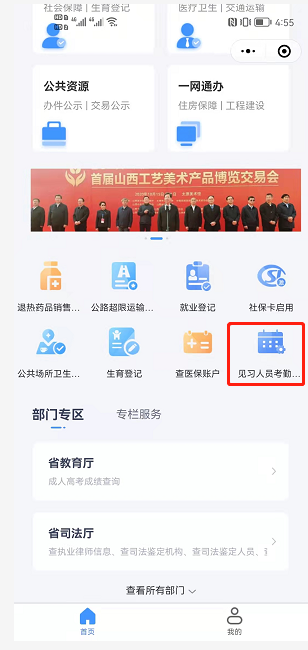 社会保障 | 生育登记
医疗卫生 | 交通运输
4:55
公共资源
办件公示 | 交易公示
一网通办
住房保障 | 工程建设
首届山西工艺美术产品博览交易会
退热药品销售...
公路超限运输...
就业登记
社保卡启用
公共场所卫生...
生育登记
查医保账户
见习人员考勤...
部门专区
专栏服务
省教育厅
成人高考成绩查询
省司法厅
查执业律师信息、查司法鉴定机构、查司法鉴定人员、
查看所有部门
首页
我的